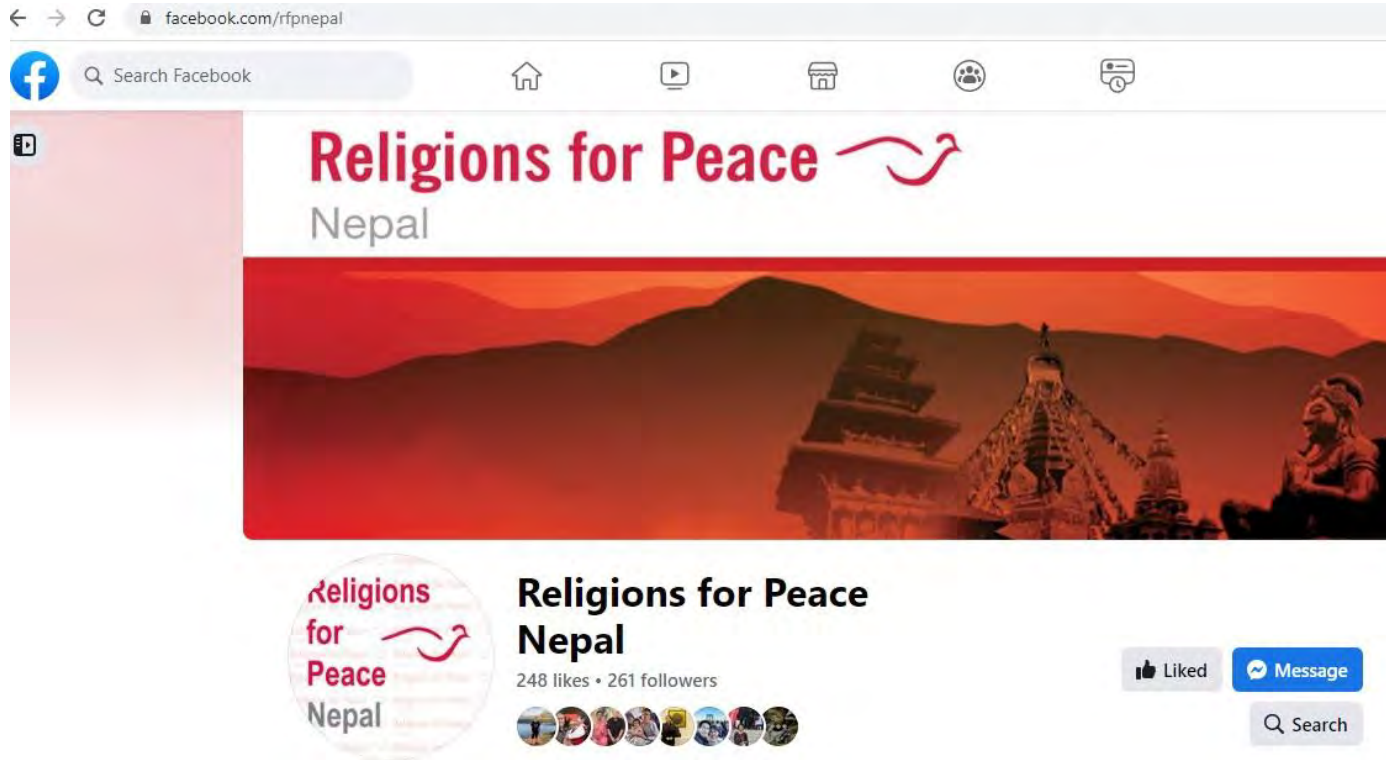 facebook.com/rfpnepal
Search Facebook
Religions for Peace
Nepal
Religions
for
Peace
Nepal
Religions for Peace
Nepal
248 likes • 261 followers
Liked
Message
Search